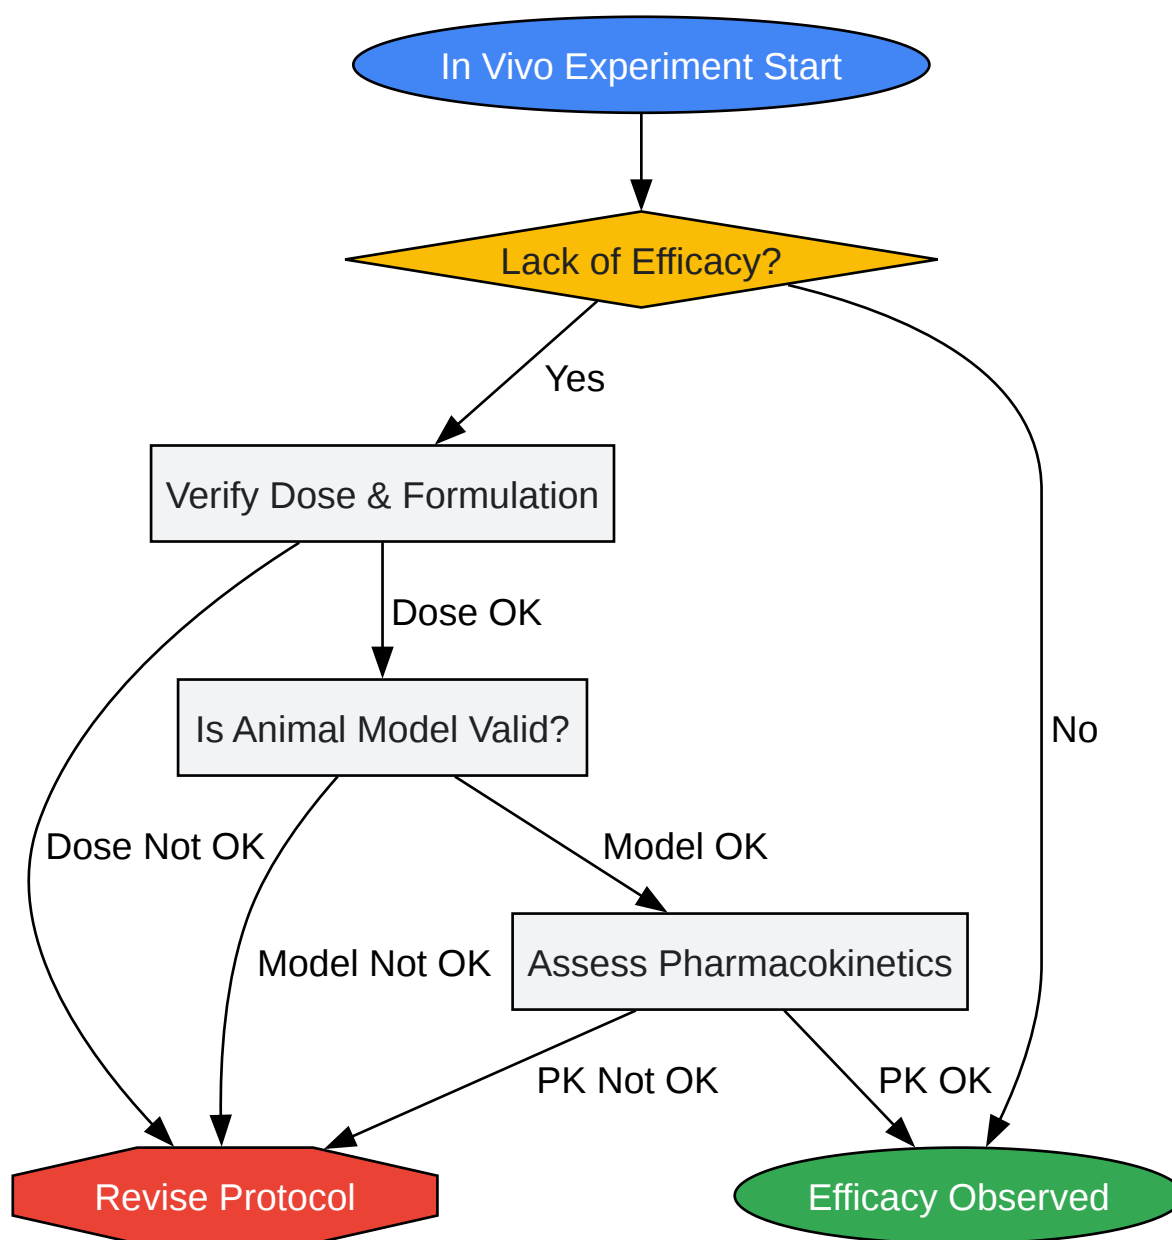 In Vivo Experiment Start
Lack of Efficacy?
Yes
Verify Dose & Formulation
Dose OK
Is Animal Model Valid?
No
Dose Not OK
Model OK
Model Not OK
Assess Pharmacokinetics
PK Not OK
PK OK
Revise Protocol
Efficacy Observed